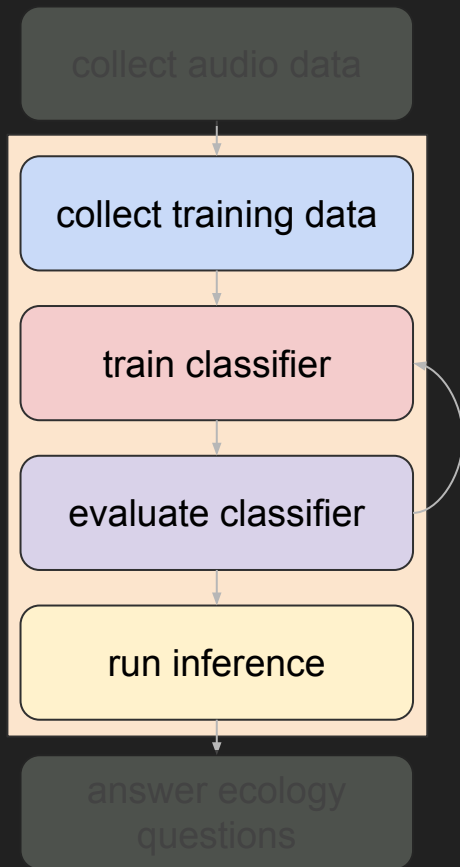 collect audio data
collect training data
train classifier
evaluate classifier
run inference
answer ecology
questions